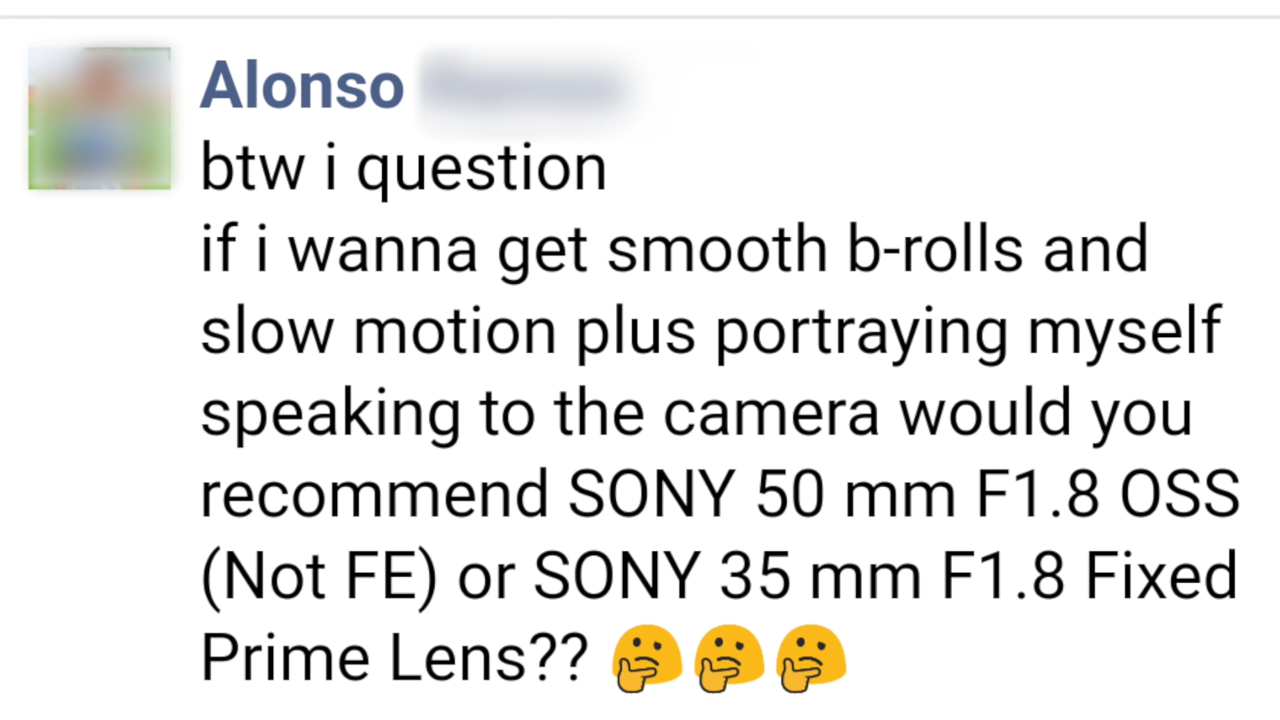 Alonso
btw i question
if i wanna get smooth b-rolls and
slow motion plus portraying myself
speaking to the camera would you
recommend SONY 50 mm F1.8 OSS
(Not FE) or SONY 35 mm F1.8 Fixed
Prime Lens?? 🤔🤔🤔